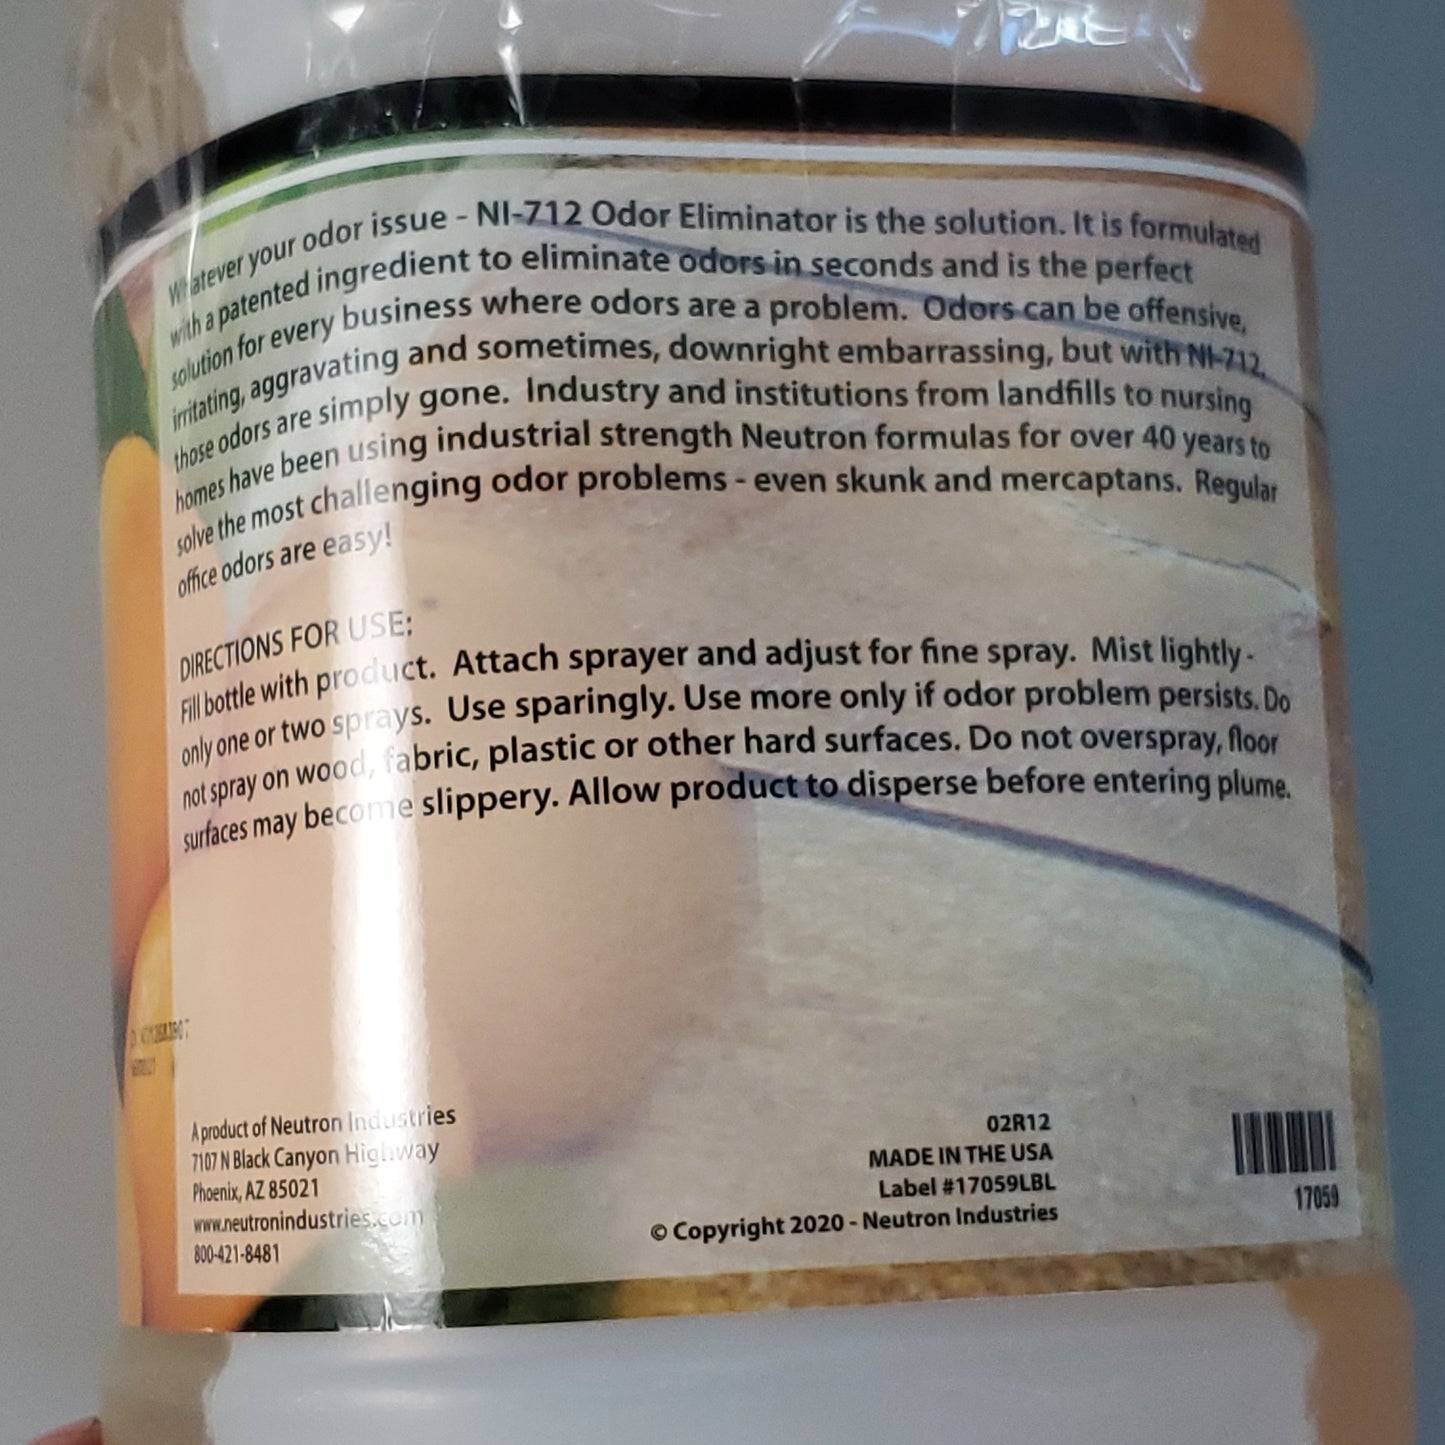 Whatever your odor issue - NI-712 Odor Eliminator is the solution. It is formulated
with a patented ingredient to eliminate odors in seconds and is the perfect
solution for every business where odors are a problem. Odors can be offensive,
irritating, aggravating and sometimes, downright embarrassing, but with NI-712,
those odors are simply gone. Industry and institutions from landfills to nursing
homes have been using industrial strength Neutron formulas for over 40 years to
solve the most challenging odor problems - even skunk and mercaptans. Regular
office odors are easy!
DIRECTIONS FOR USE:
Fill bottle with product. Attach sprayer and adjust for fine spray. Mist lightly -
only one or two sprays. Use sparingly. Use more only if odor problem persists. Do
not spray on wood, fabric, plastic or other hard surfaces. Do not overspray, floor
surfaces may become slippery. Allow product to disperse before entering plume.
A product of Neutron Industries
7107 N Black Canyon Highway
Phoenix, AZ 85021
www.neutronindustries.com
800-421-8481
02R12
MADE IN THE USA
Label #17059LBL
© Copyright 2020 - Neutron Industries
17059